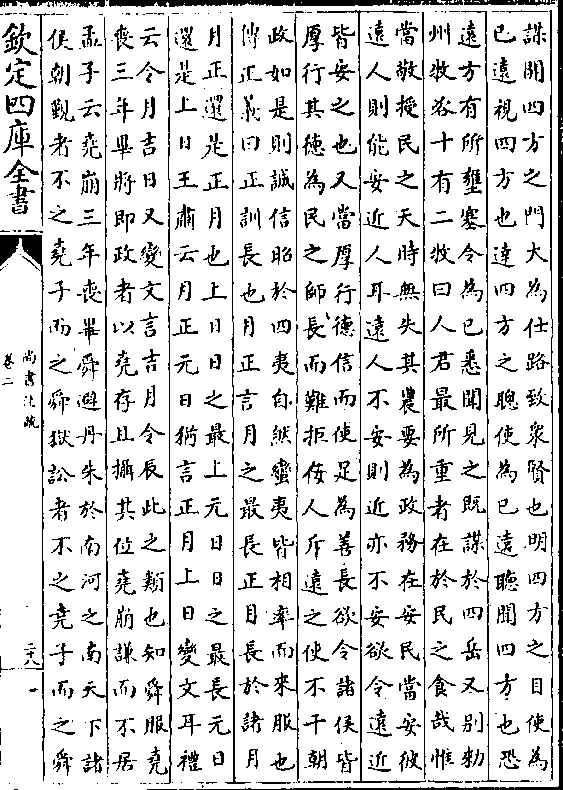 謀開四方之門大為仕路致衆賢也明四方之目使為
已遠視四方也達四方之聰使為已遠聽聞四方也恐
遠方有所壅塞令為已悉聞見之既謀於四岳又别勑
州牧咨十有二牧曰人君最所重者在於民之食哉惟
當敬授民之天時無失其農要為政務在安民當安彼
遠人則能安近人耳遠人不安則近亦不安欲令遠近
皆安之也又當厚行德信而使足為善長欲令諸侯皆
厚行其德為民之師長而難拒佞人斥遠之使不干朝
政如是則誠信昭於四夷自然蠻夷皆相率而來服也
傳正義曰正訓長也月正言月之最長正月長於諸月
月正還是正月也上日日之最上元日日之最長元日
還是上日王肅云月正元日猶言正月上日變文耳禮
云令月吉日又變文言吉月令辰此之類也知舜服堯
喪三年畢將即政者以堯存且攝其位堯崩謙而不居
孟子云堯崩三年喪畢舜避丹朱於南河之南天下諸
侯朝覲者不之堯子而之舜獄訟者不之堯子而之舜
欽定四庫全書
尚書注疏
卷二
二十八